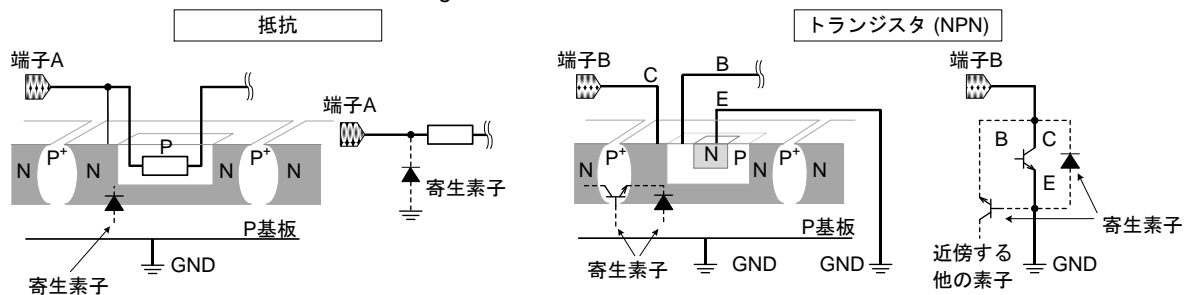 g
抵抗
トランジスタ (NPN)
端子A
端子A
P
N
P+
N
N
P+
N
寄生素子
P基板
GND
寄生素子
端子B
C
B
E
N
P+
N
N
P
N
P+
N
P基板
GND
GND
寄生素子
端子B
B
C
E
寄生素子
近傍する
他の素子
GND